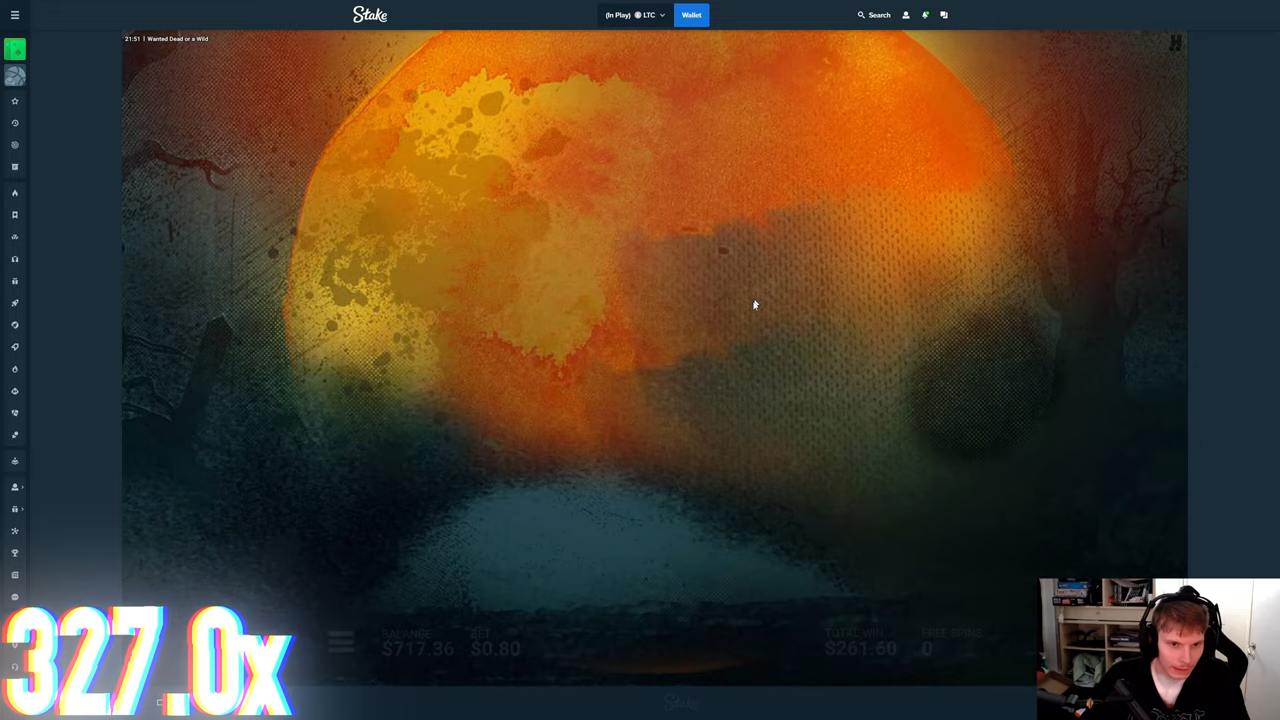 Stake
(In Play) LTC
Wallet
Search
21:51 | Wanted Dead or a Wild
327.0x
BALANCE
$717.36
BET
$0.80
TOTAL WIN
$261.60
FREE SPINS
0
Stake